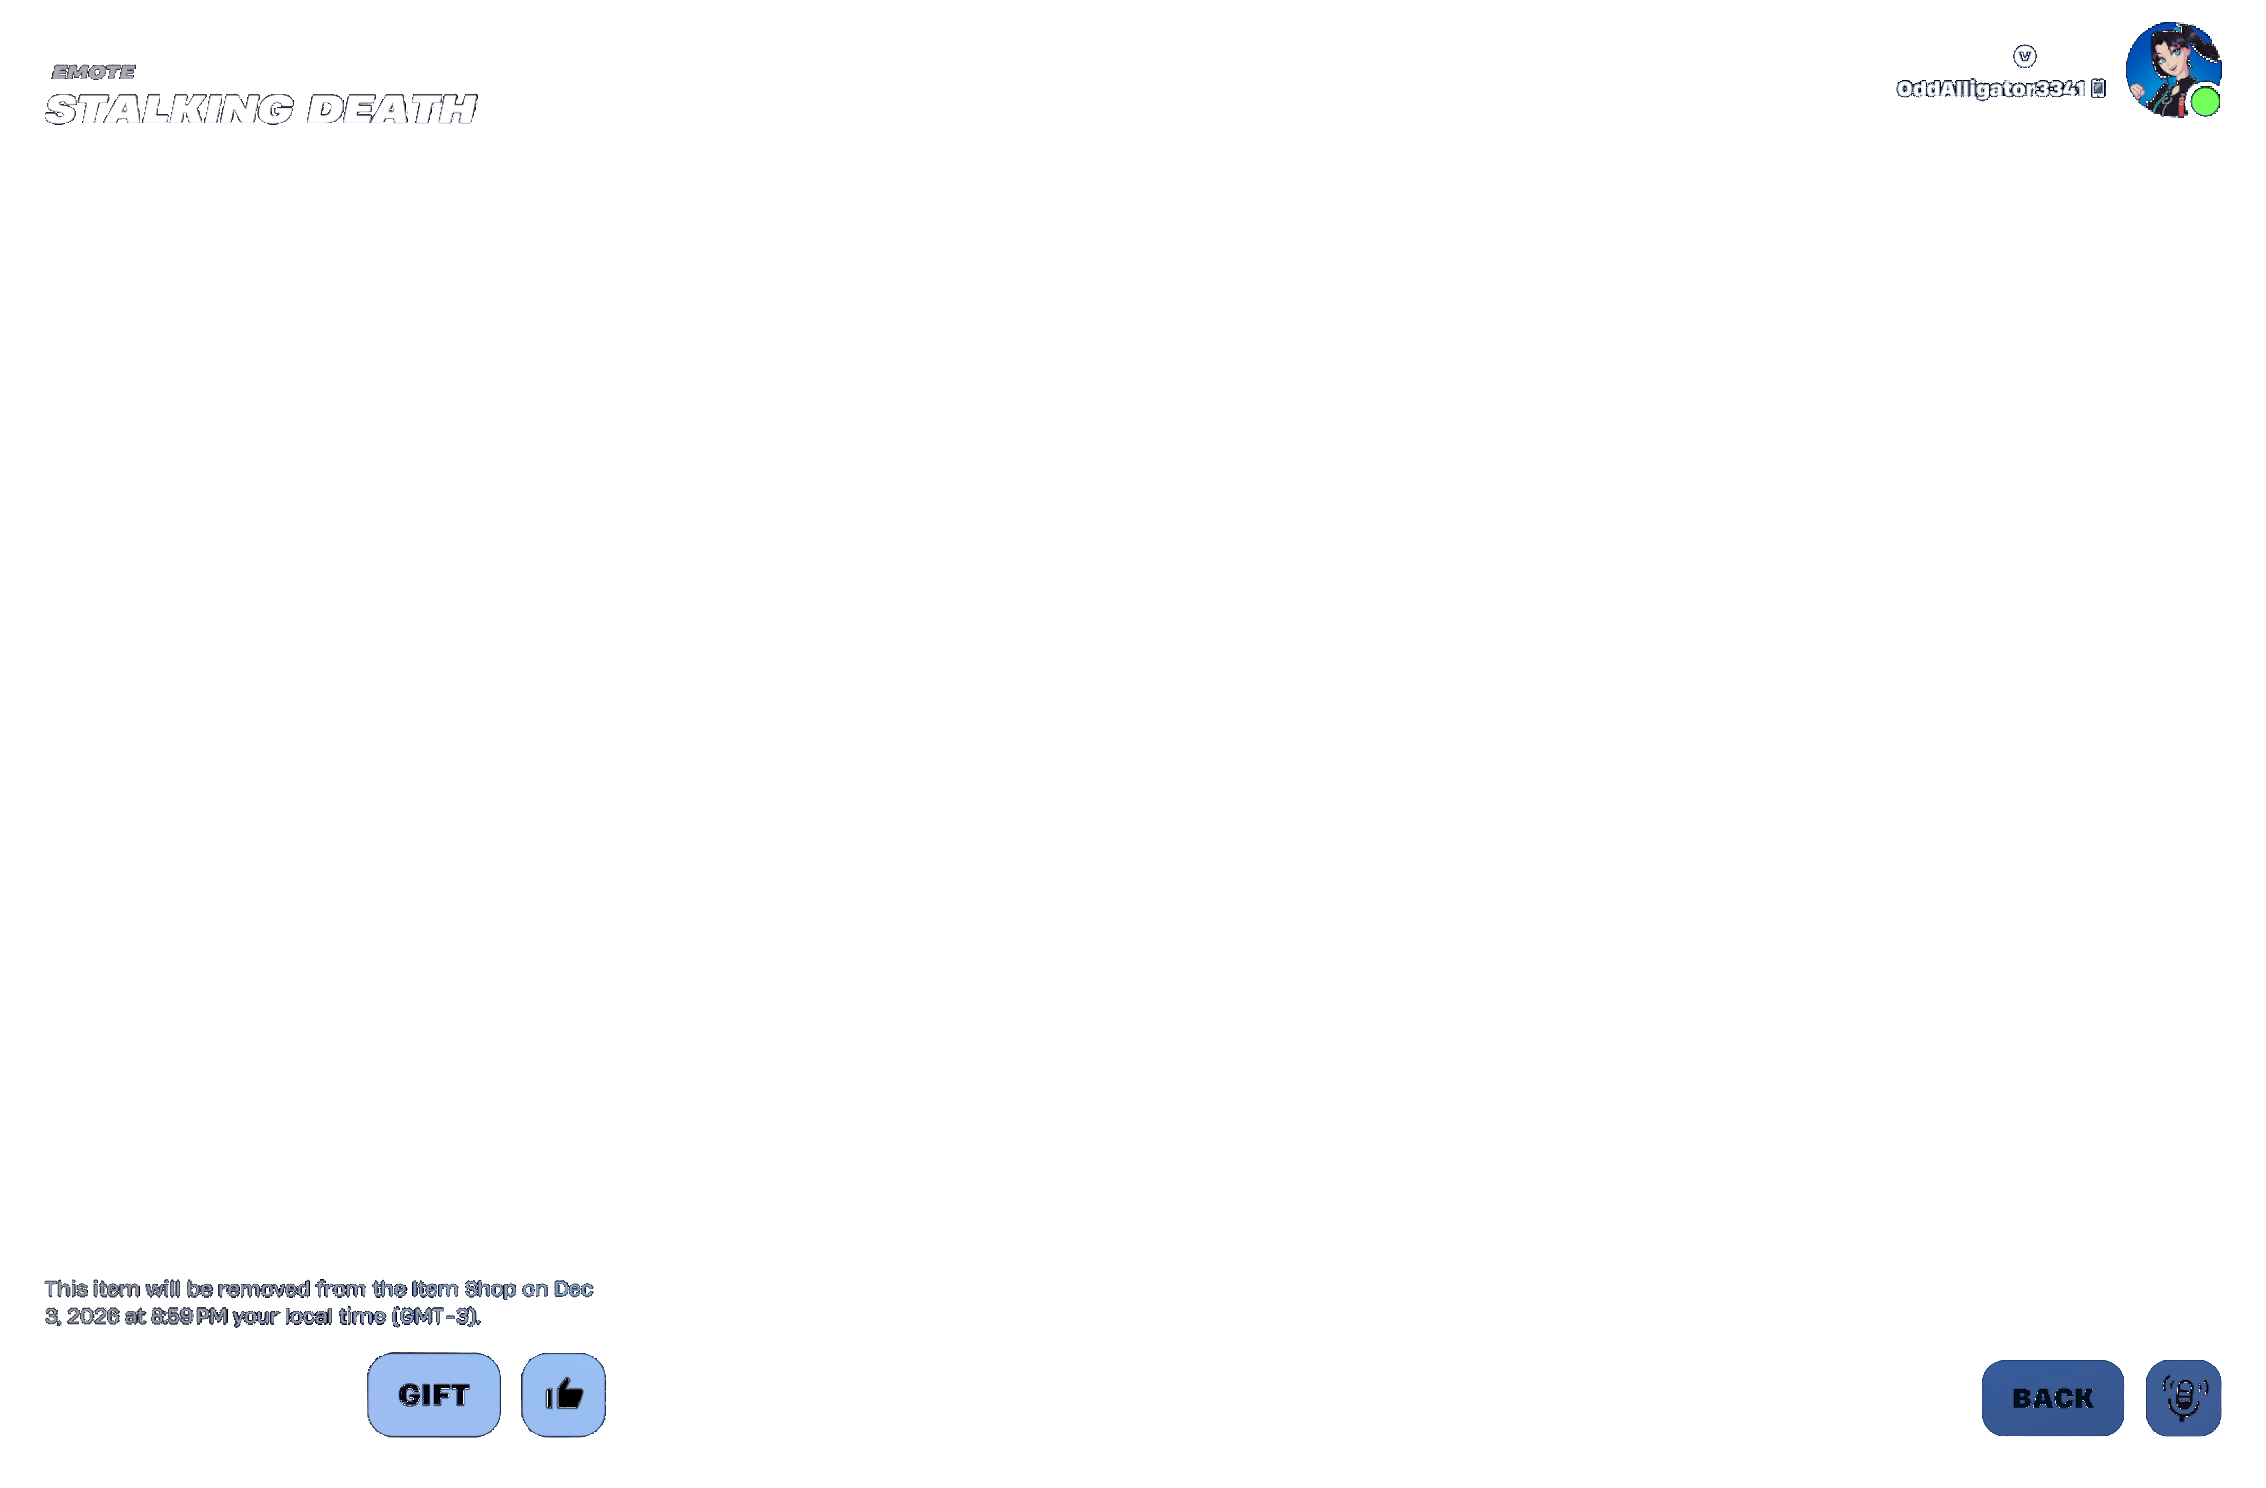 EMOTE
STALKING DEATH
V
OddAlligator3341
This item will be removed from the Item Shop on Dec
3, 2026 at 8:59 PM your local time (GMT-3).
GIFT
BACK